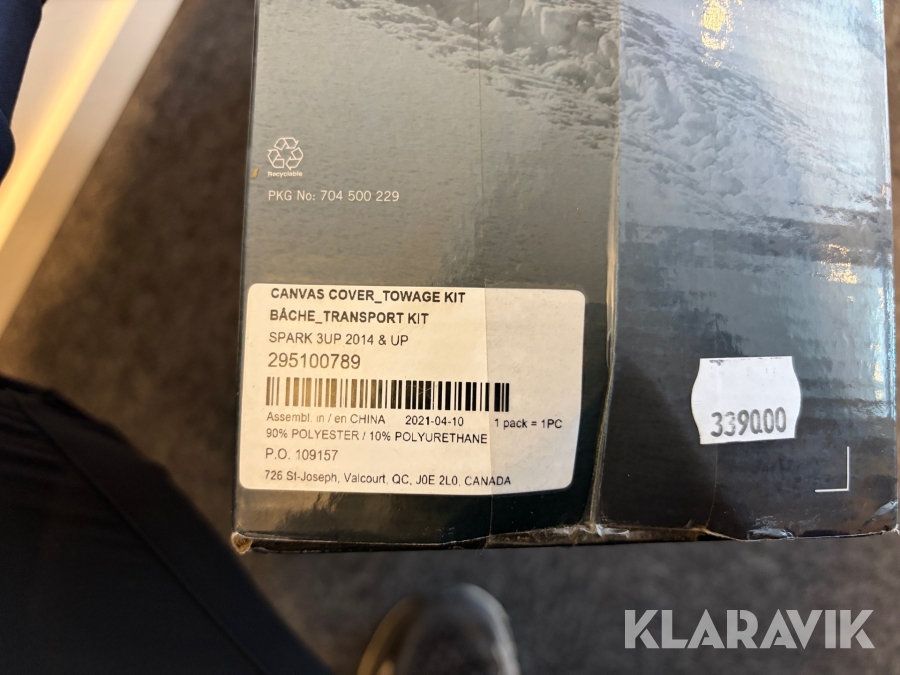 Recyclable
PKG No: 704 500 229
CANVAS COVER_TOWAGE KIT
BÂCHE_TRANSPORT KIT
SPARK 3UP 2014 & UP
295100789
Assembl. in / en CHINA 2021-04-10 1 pack = 1PC
90% POLYESTER / 10% POLYURETHANE
P.O. 109157
726 St-Joseph, Valcourt, QC, J0E 2L0, CANADA
339000
KLARAVIK